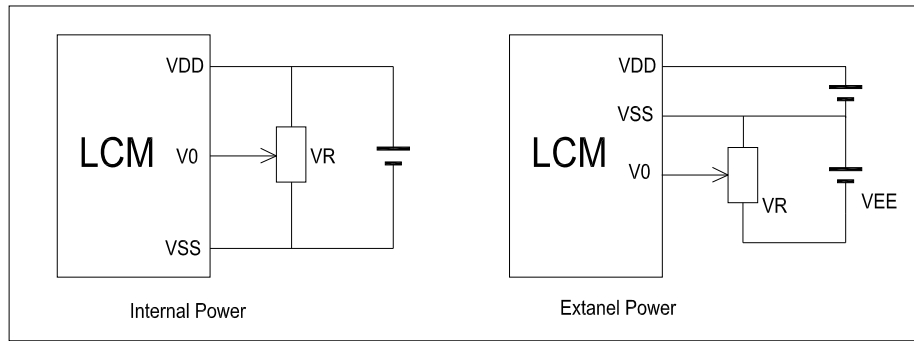 VDD
LCM
V0
VR
VSS
Internal Power
VDD
VSS
LCM
V0
VR
VEE
Extanel Power